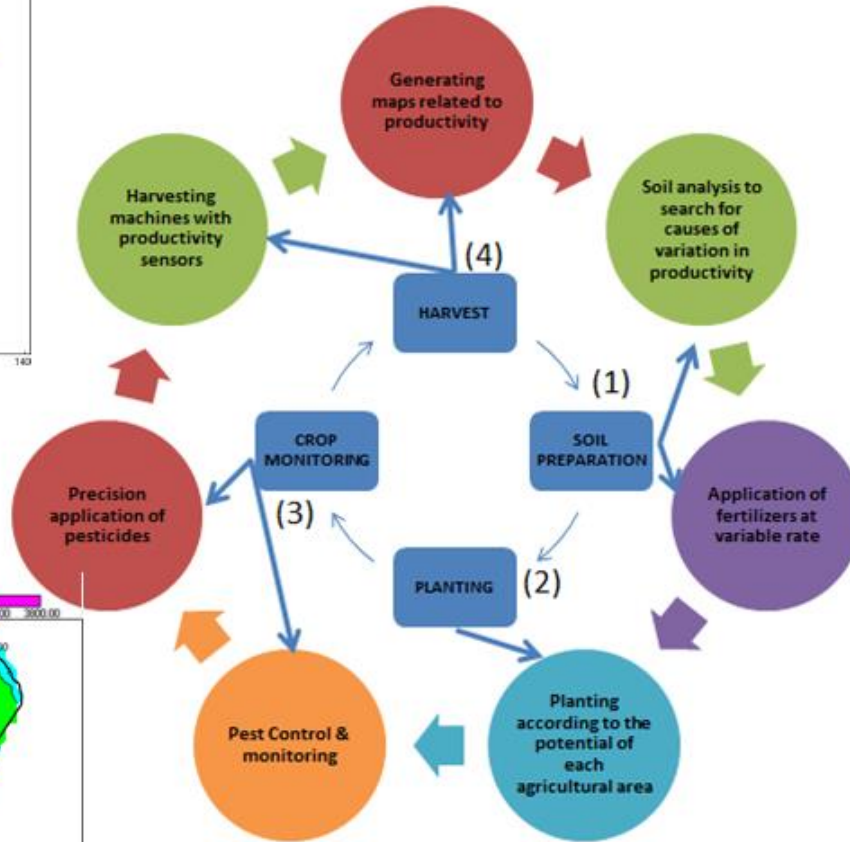 Generating
maps related to
productivity
Harvesting
machines with
productivity
sensors
Soil analysis to
search for
causes of
variation in
productivity
(4)
HARVEST
(1)
CROP
MONITORING
SOIL
PREPARATION
Precision
application of
pesticides
(3)
Application of
fertilizers at
variable rate
PLANTING
(2)
3800.00
Pest Control &
monitoring
Planting
according to the
potential of
each
agricultural area